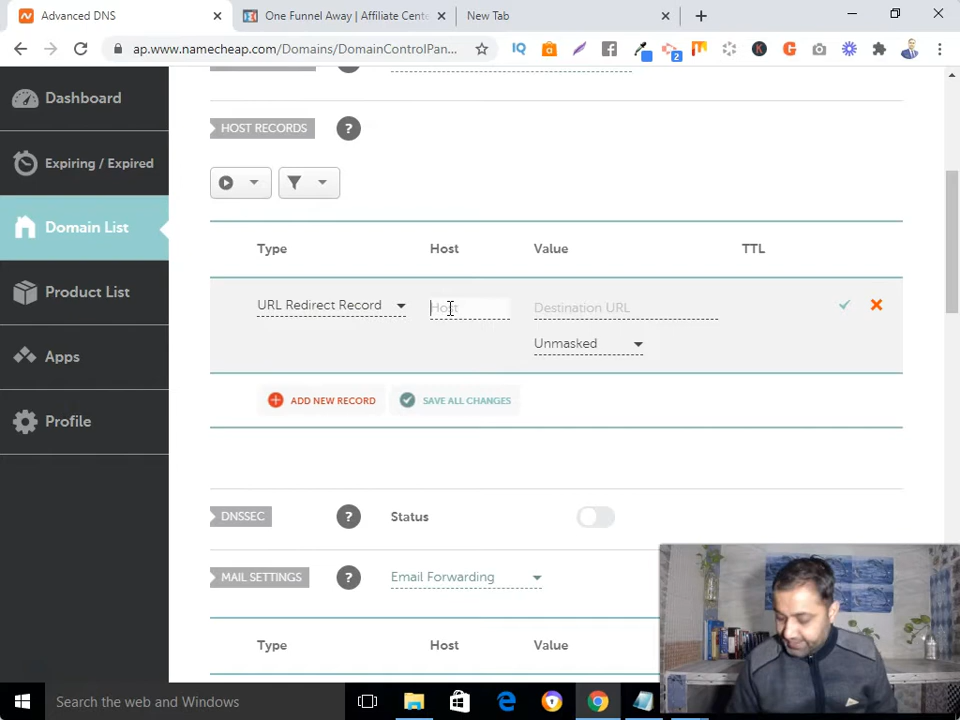 Advanced DNS
One Funnel Away | Affiliate Cente
New Tab
ap.www.namecheap.com/Domains/DomainControlPan...
Dashboard
Expiring / Expired
Domain List
Product List
Apps
Profile
HOST RECORDS
?
Type Host Value TTL
URL Redirect Record Host Destination URL
Unmasked
ADD NEW RECORD SAVE ALL CHANGES
DNSSEC ? Status
MAIL SETTINGS ? Email Forwarding
Type Host Value
Search the web and Windows